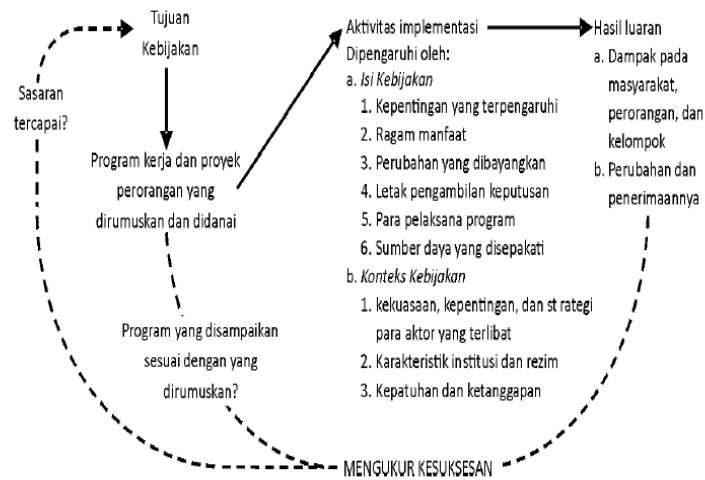 Tujuan
Kebijakan
Sasaran
tercapai?
Program kerja dan proyek
perorangan yang
dirumuskan dan didanai
Program yang disampaikan
sesuai dengan yang
dirumuskan?
Aktivitas implementasi
Dipengaruhi oleh:
a. Isi Kebijakan
1. Kepentingan yang terpengaruhi
2. Ragam manfaat
3. Perubahan yang dibayangkan
4. Letak pengambilan keputusan
5. Para pelaksana program
6. Sumber daya yang disepakati
b. Konteks Kebijakan
1. kekuasaan, kepentingan, dan st rategi
para aktor yang terlibat
2. Karakteristik institusi dan rezim
3. Kepatuhan dan ketanggapan
Hasil luaran
a. Dampak pada
masyarakat,
perorangan, dan
kelompok
b. Perubahan dan
penerimaannya
MENGUKUR KESUKSESAN